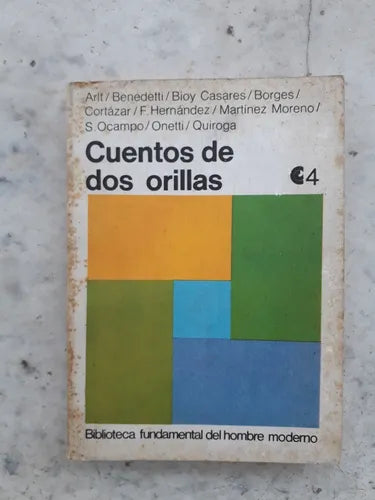 Arlt/Benedetti/Bioy Casares/Borges/
Cortázar/F. Hernández/Martínez Moreno/
S. Ocampo/Onetti/Quiroga
Cuentos de
dos orillas
4
Biblioteca fundamental del hombre moderno